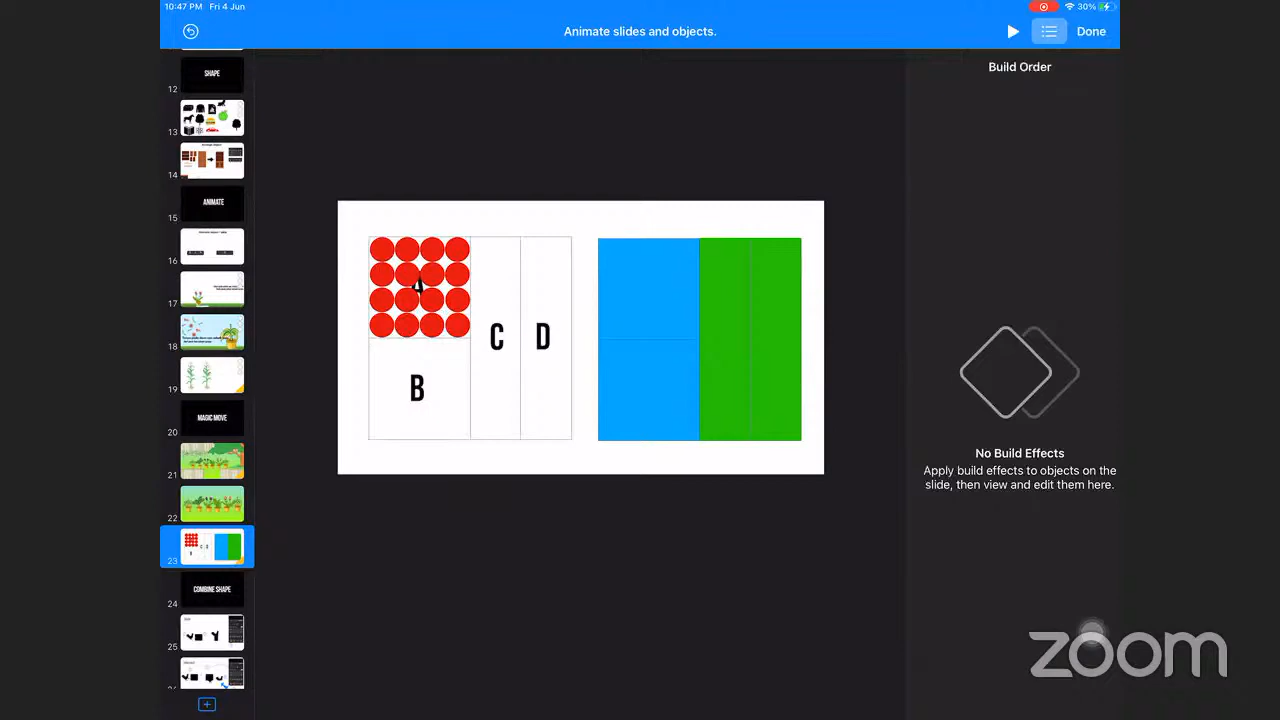 10:47 PM Fri 4 Jun
30%
Animate slides and objects.
Done
Build Order
SHAPE
12
13
14
ANIMATE
15
16
17
18
19
MAGIC MOVE
20
21
22
23
COMBINE SHAPE
24
25
A
B
C
D
No Build Effects
Apply build effects to objects on the
slide, then view and edit them here.
zoom